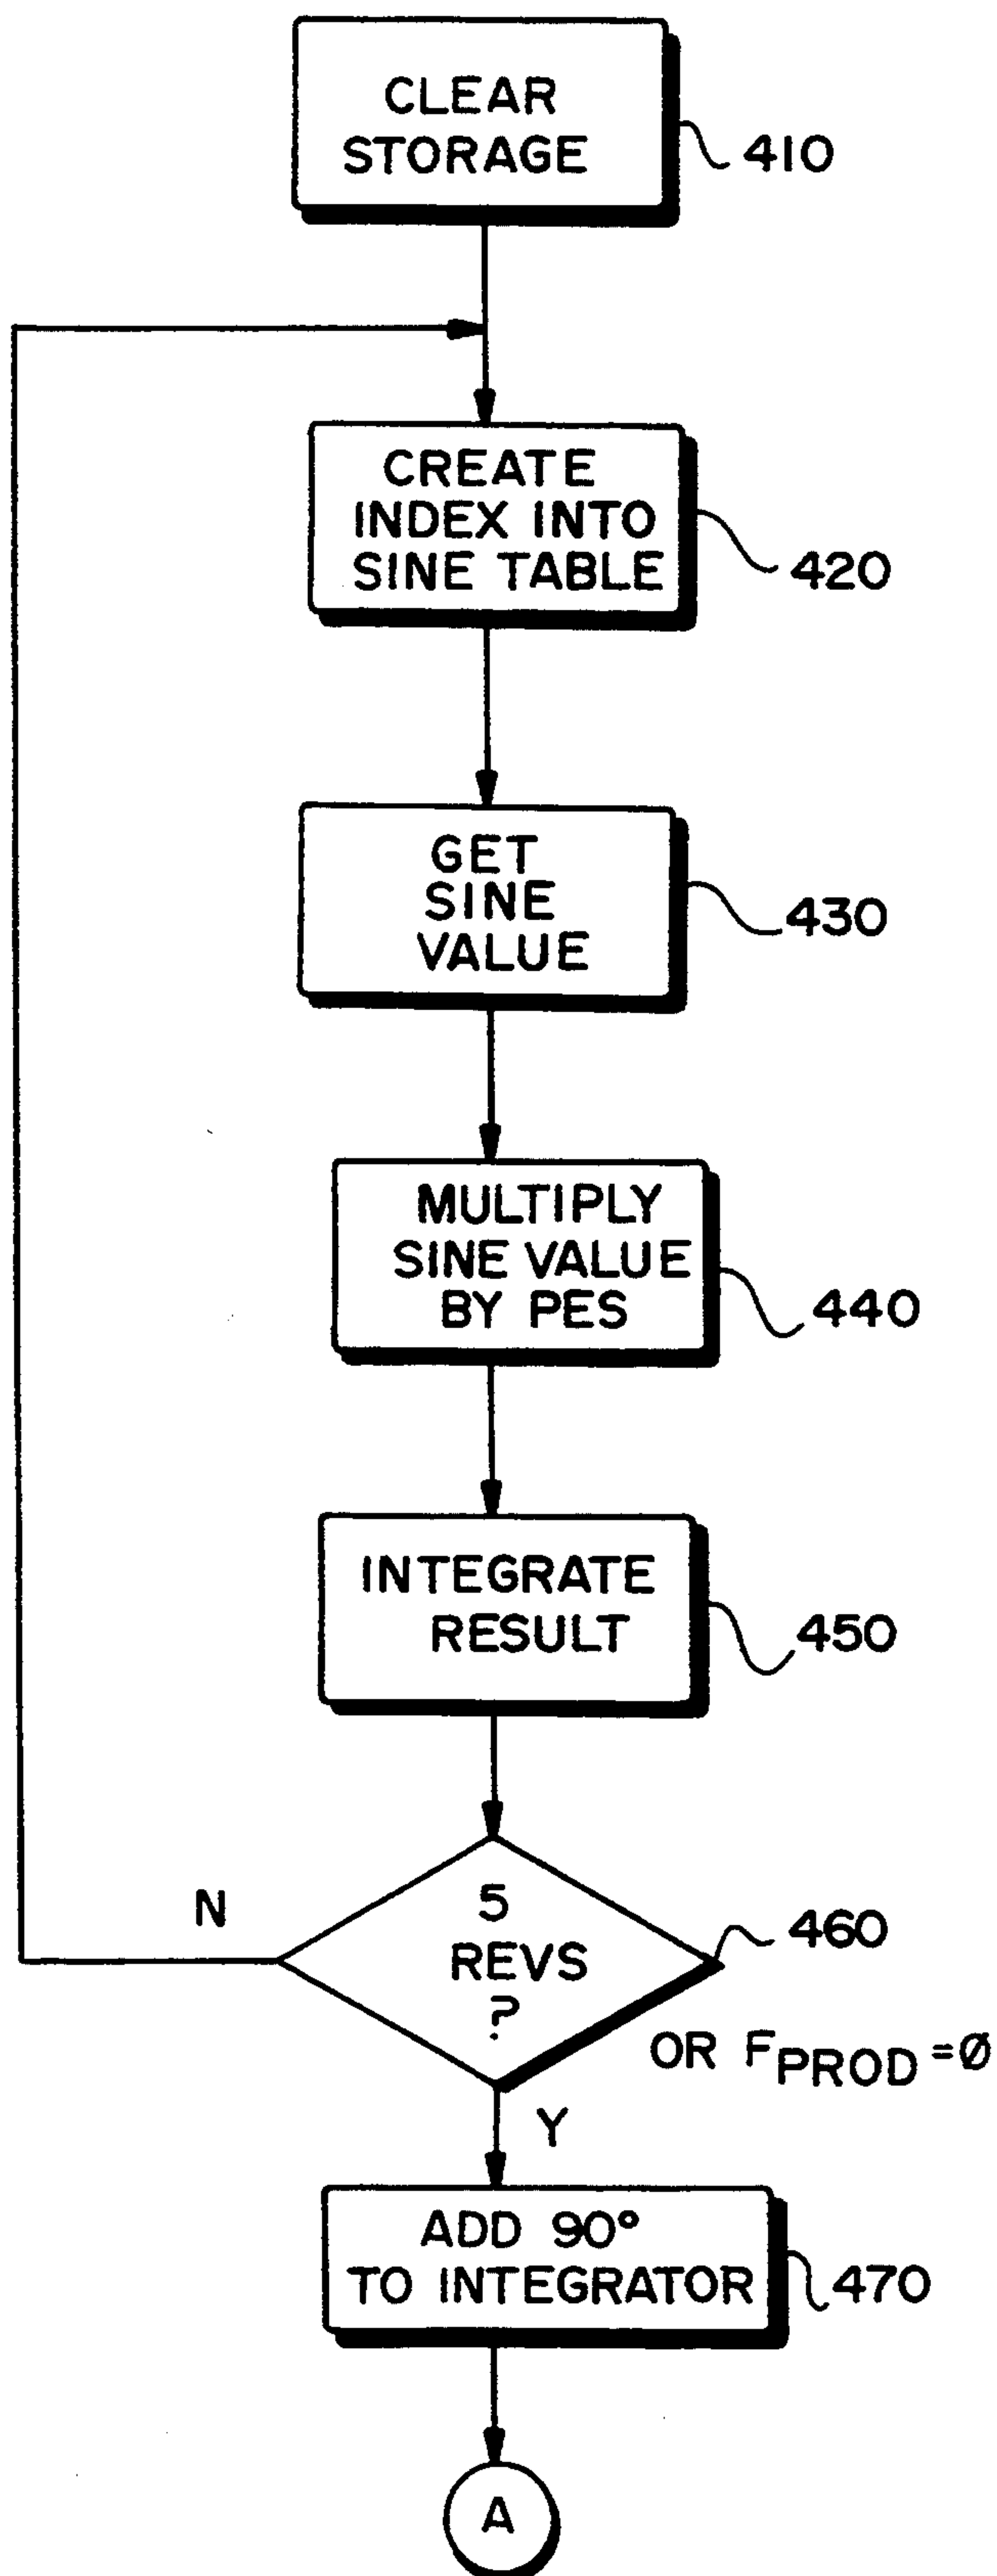 CLEAR
STORAGE
410
CREATE
INDEX INTO
SINE TABLE
420
GET
SINE
VALUE
430
MULTIPLY
SINE VALUE
BY PES
440
INTEGRATE
RESULT
450
N
5
REVS
?
460
OR FPROD=Ø
Y
ADD 90°
TO INTEGRATOR
470
A